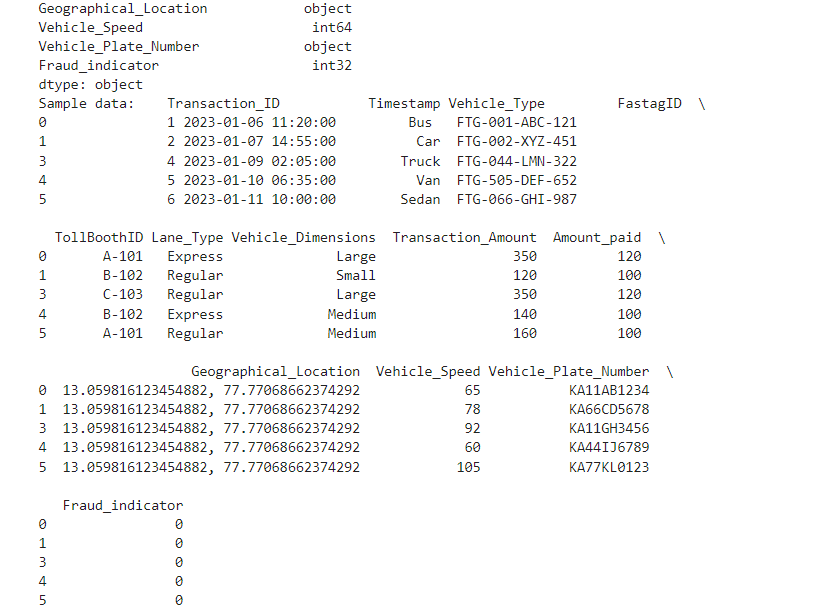 Geographical_Location            object
Vehicle_Speed                     int64
Vehicle_Plate_Number             object
Fraud_indicator                   int32
dtype: object
Sample data:    Transaction_ID           Timestamp Vehicle_Type         FastagID  \
0               1 2023-01-06 11:20:00         Bus   FTG-001-ABC-121
1               2 2023-01-07 14:55:00          Car  FTG-002-XYZ-451
3               4 2023-01-09 02:05:00        Truck  FTG-044-LMN-322
4               5 2023-01-10 06:35:00          Van  FTG-505-DEF-652
5               6 2023-01-11 10:00:00        Sedan  FTG-066-GHI-987
  TollBoothID Lane_Type Vehicle_Dimensions  Transaction_Amount  Amount_paid  \
0       A-101   Express              Large                 350          120
1       B-102   Regular              Small                 120          100
3       C-103   Regular              Large                 350          120
4       B-102   Express             Medium                 140          100
5       A-101   Regular             Medium                 160          100
                   Geographical_Location  Vehicle_Speed Vehicle_Plate_Number  \
0  13.059816123454882, 77.77068662374292             65           KA11AB1234
1  13.059816123454882, 77.77068662374292             78           KA66CD5678
3  13.059816123454882, 77.77068662374292             92           KA11GH3456
4  13.059816123454882, 77.77068662374292             60           KA44IJ6789
5  13.059816123454882, 77.77068662374292            105           KA77KL0123
   Fraud_indicator
0                0
1                0
3                0
4                0
5                0